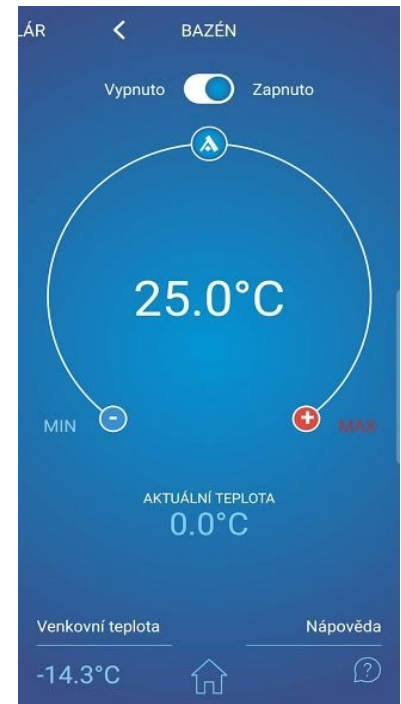 LÁR BAZÉN
Vypnuto Zapnuto
25.0°C
- +
MIN MAX
AKTUÁLNÍ TEPLOTA
0.0°C
Venkovní teplota Nápověda
-14.3°C ?